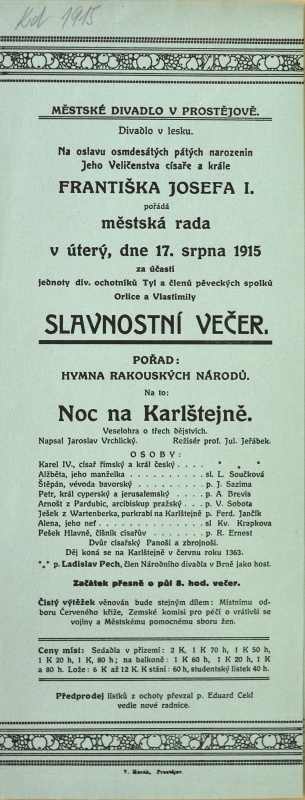 Kd 1915
MĚSTSKÉ DIVADLO V PROSTĚJOVĚ.
Divadlo v lesku.
Na oslavu osmdesátých pátých narozenin
Jeho Veličenstva císaře a krále
FRANTIŠKA JOSEFA I.
pořádá
městská rada
v úterý, dne 17. srpna 1915
za účasti
Jednoty div. ochotníků Tyl a členů pěveckých spolků
Orlice a Vlastimily
SLAVNOSTNÍ VEČER.
POŘAD:
HYMNA RAKOUSKÝCH NÁRODŮ.
Na to:
Noc na Karlštejně.
Veselohra o třech dějstvích.
Napsal Jaroslav Vrchlický. Režisér prof. Jul. Jeřábek.
OSOBY:
Karel IV., císař římský a král český . . . . * * *
Alžběta, jeho manželka . . . . . . . . sl. L. Součková
Štěpán, vévoda bavorský . . . . . . . p. J. Sazima
Petr, král cyperský a jerusalemský . . . . p. A. Brevis
Arnošt z Pardubic, arcibiskup pražský . . . p. V. Sobota
Ješek z Wartenberka, purkrabí na Karlštejně p. Ferd. Jančík
Alena, jeho neť . . . . . . . . . . sl Kv. Krapkova
Pešek Hlavně, číšník císařův . . . . . . p. R. Ernest
Dvůr císařský Panoši a zbrojnoši.
Děj koná se na Karlštejně v červnu roku 1363.
*** p. Ladislav Pech, člen Národního divadla v Brně jako host.
Začátek přesně o půl 8. hod. večer.
Čistý výtěžek věnován bude stejným dílem: Místnímu od-
boru Červeného kříže, Zemské komisi pro péči o vrátivší se
vojíny a Městskému pomocnému sboru žen.
Ceny míst: Sedadla v přízemí: 2 K, 1 K 70 h, 1 K 50 h,
1 K 20 h, 1 K, 80 h; na balkoně: 1 K 60 h, 1 K 20 h, 1 K
a 80 h. Lože: 6 K až 12 K. K stání: 60 h, studentský lístek 40 h.
Předprodej lístků z ochoty převzal p. Eduard Cekl
vedle nové radnice.
V. Horák, Prostějov.